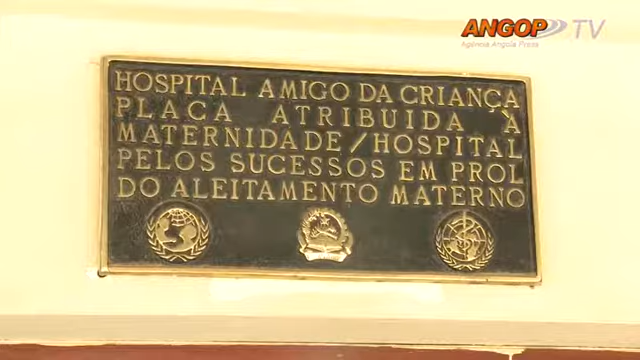 ANGOP TV
Agência Angola Press
HOSPITAL AMIGO DA CRIANÇA
PLACA ATRIBUIDA À
MATERNIDADE/HOSPITAL
PELOS SUCESSOS EM PROL
DO ALEITAMENTO MATERNO